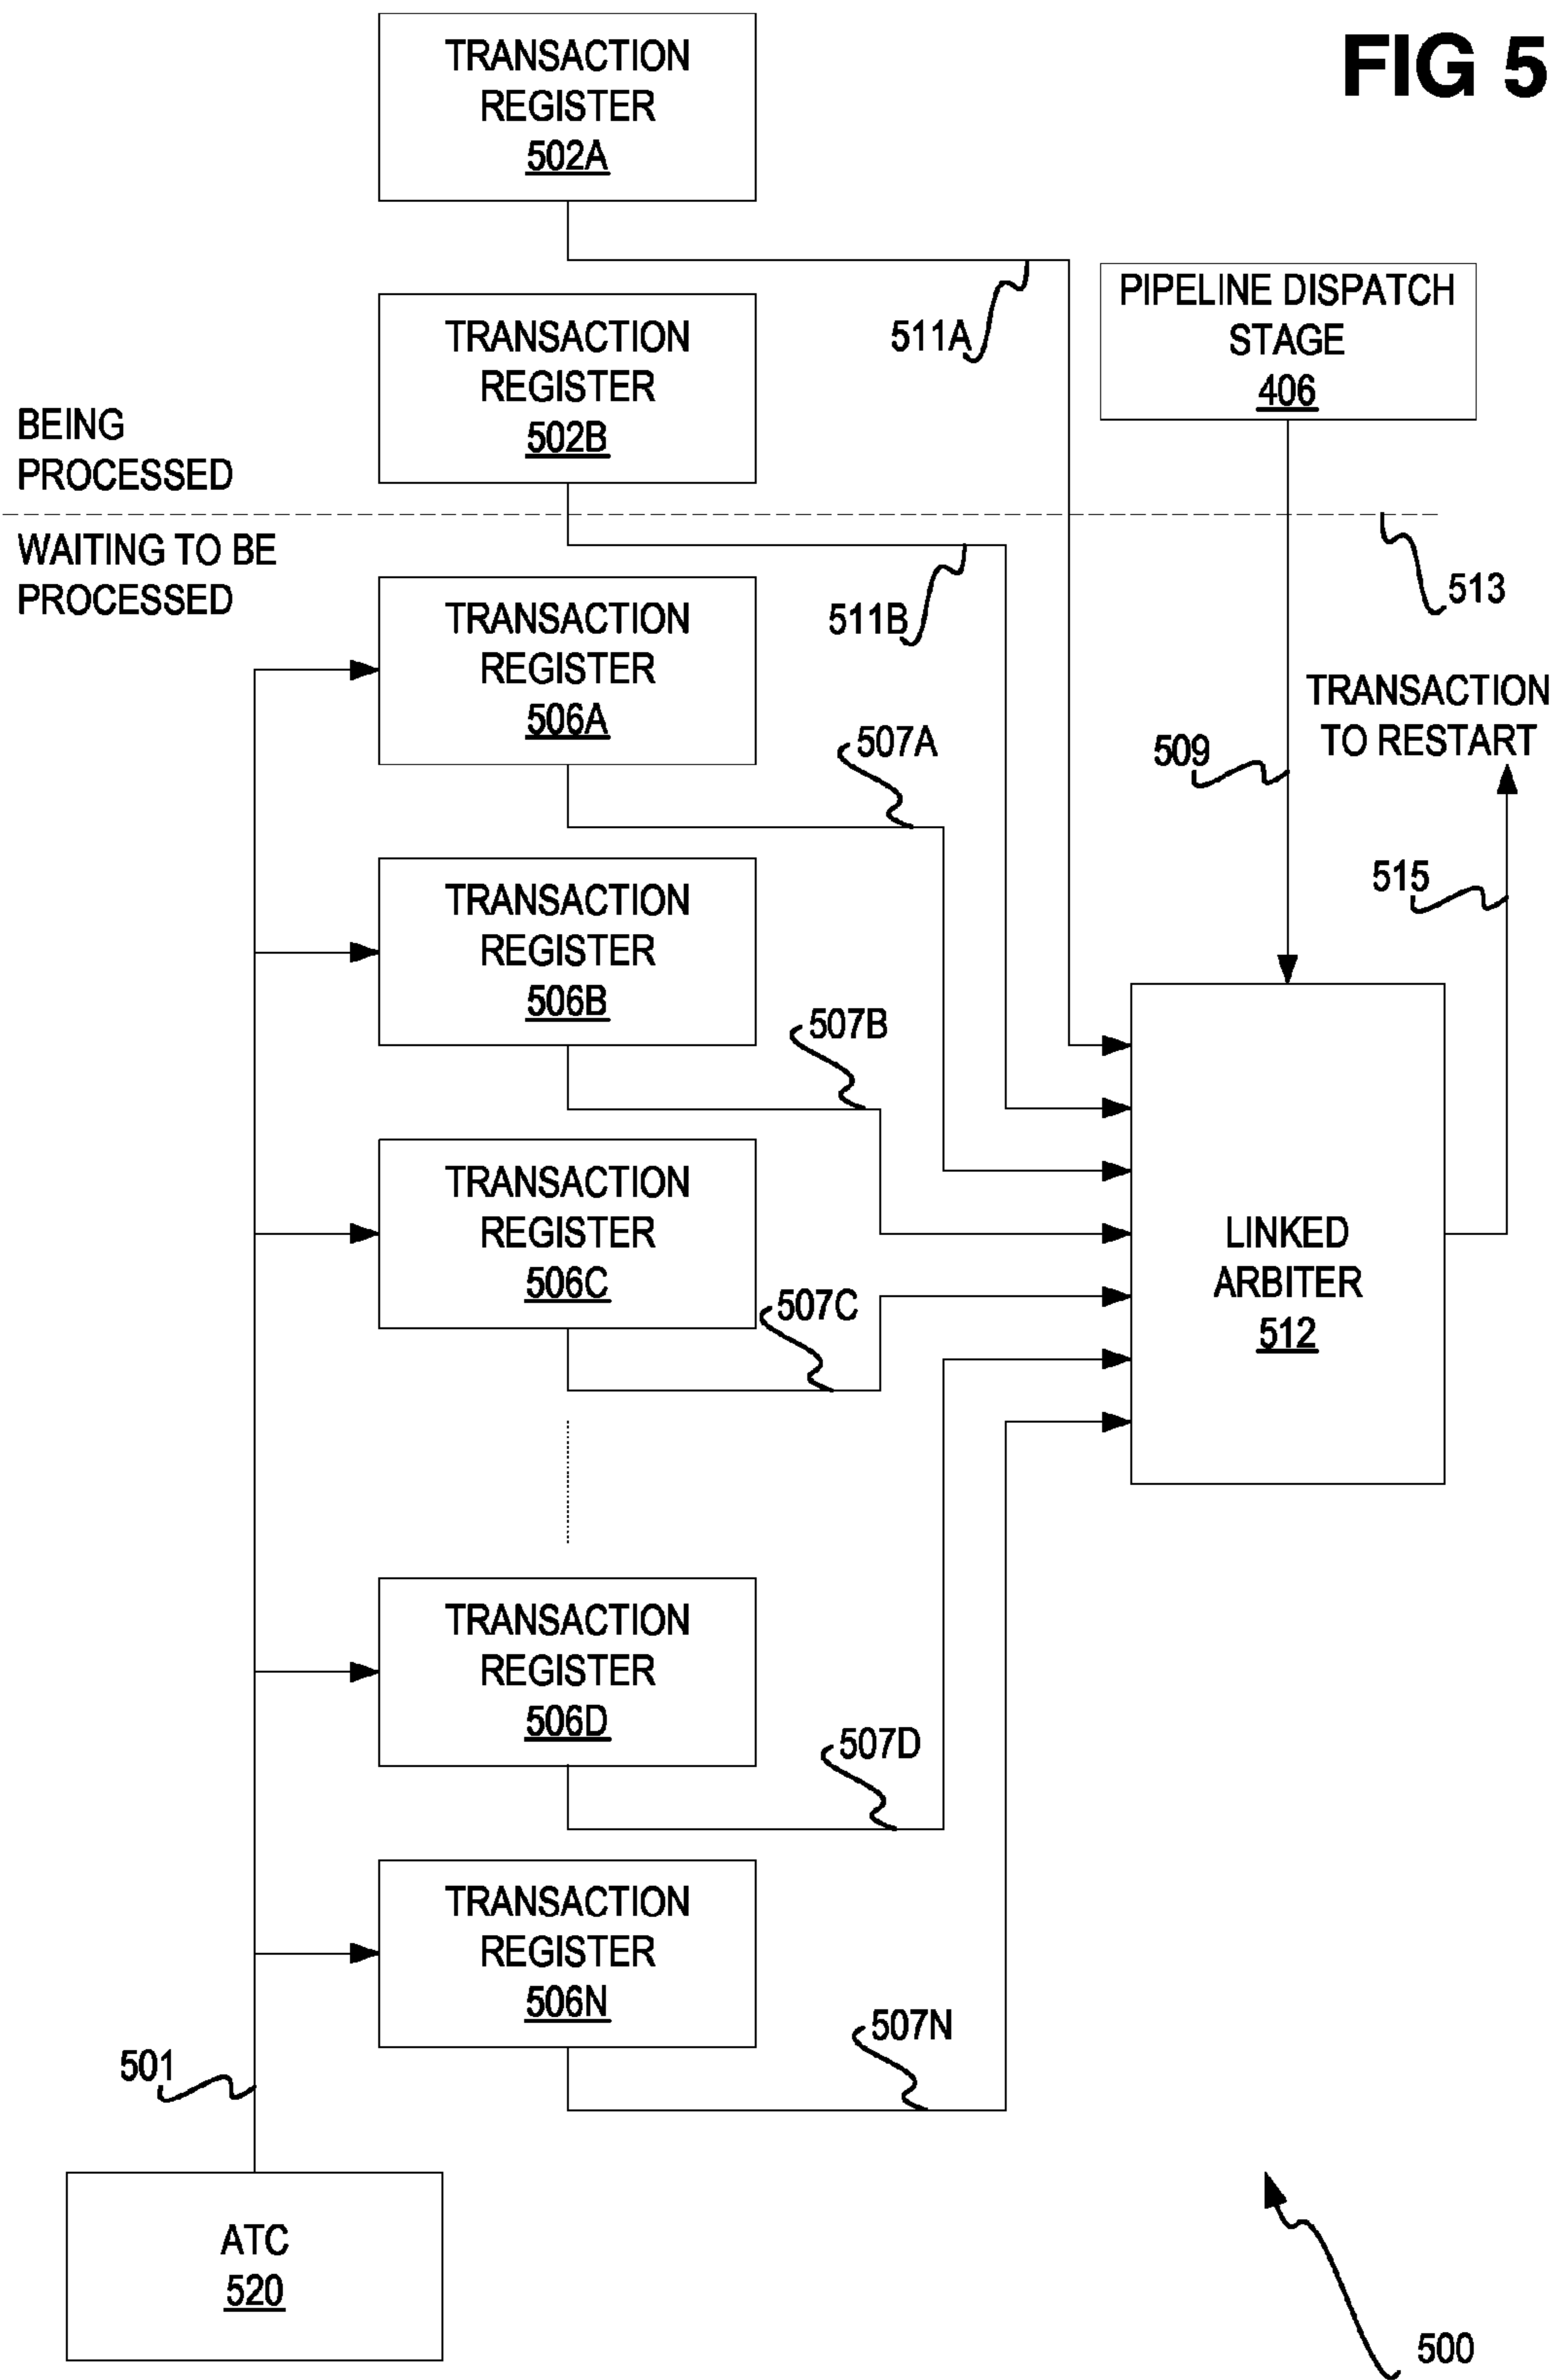 FIG 5
TRANSACTION
REGISTER
502A
PIPELINE DISPATCH
STAGE
406
511A
TRANSACTION
REGISTER
502B
BEING
PROCESSED
WAITING TO BE
PROCESSED
513
511B
TRANSACTION
REGISTER
506A
TRANSACTION
TO RESTART
507A
509
515
TRANSACTION
REGISTER
506B
507B
TRANSACTION
REGISTER
506C
507C
LINKED
ARBITER
512
TRANSACTION
REGISTER
506D
507D
TRANSACTION
REGISTER
506N
507N
501
ATC
520
500